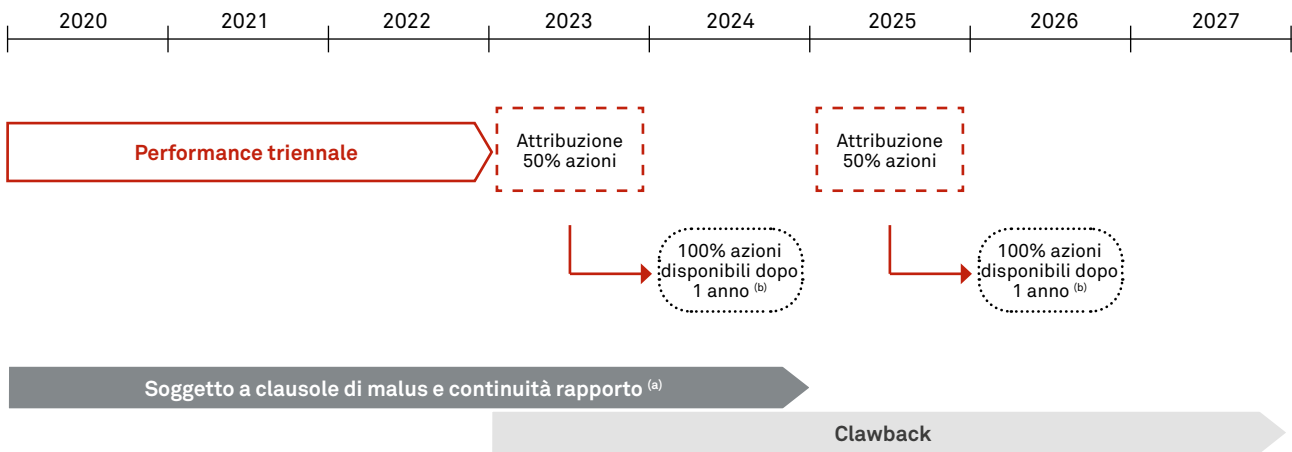 2020 2021 2022 2023 2024 2025 2026 2027
Performance triennale
Attribuzione
50% azioni
Attribuzione
50% azioni
100% azioni
disponibili dopo
1 anno (b)
100% azioni
disponibili dopo
1 anno (b)
Soggetto a clausole di malus e continuità rapporto (a)
Clawback